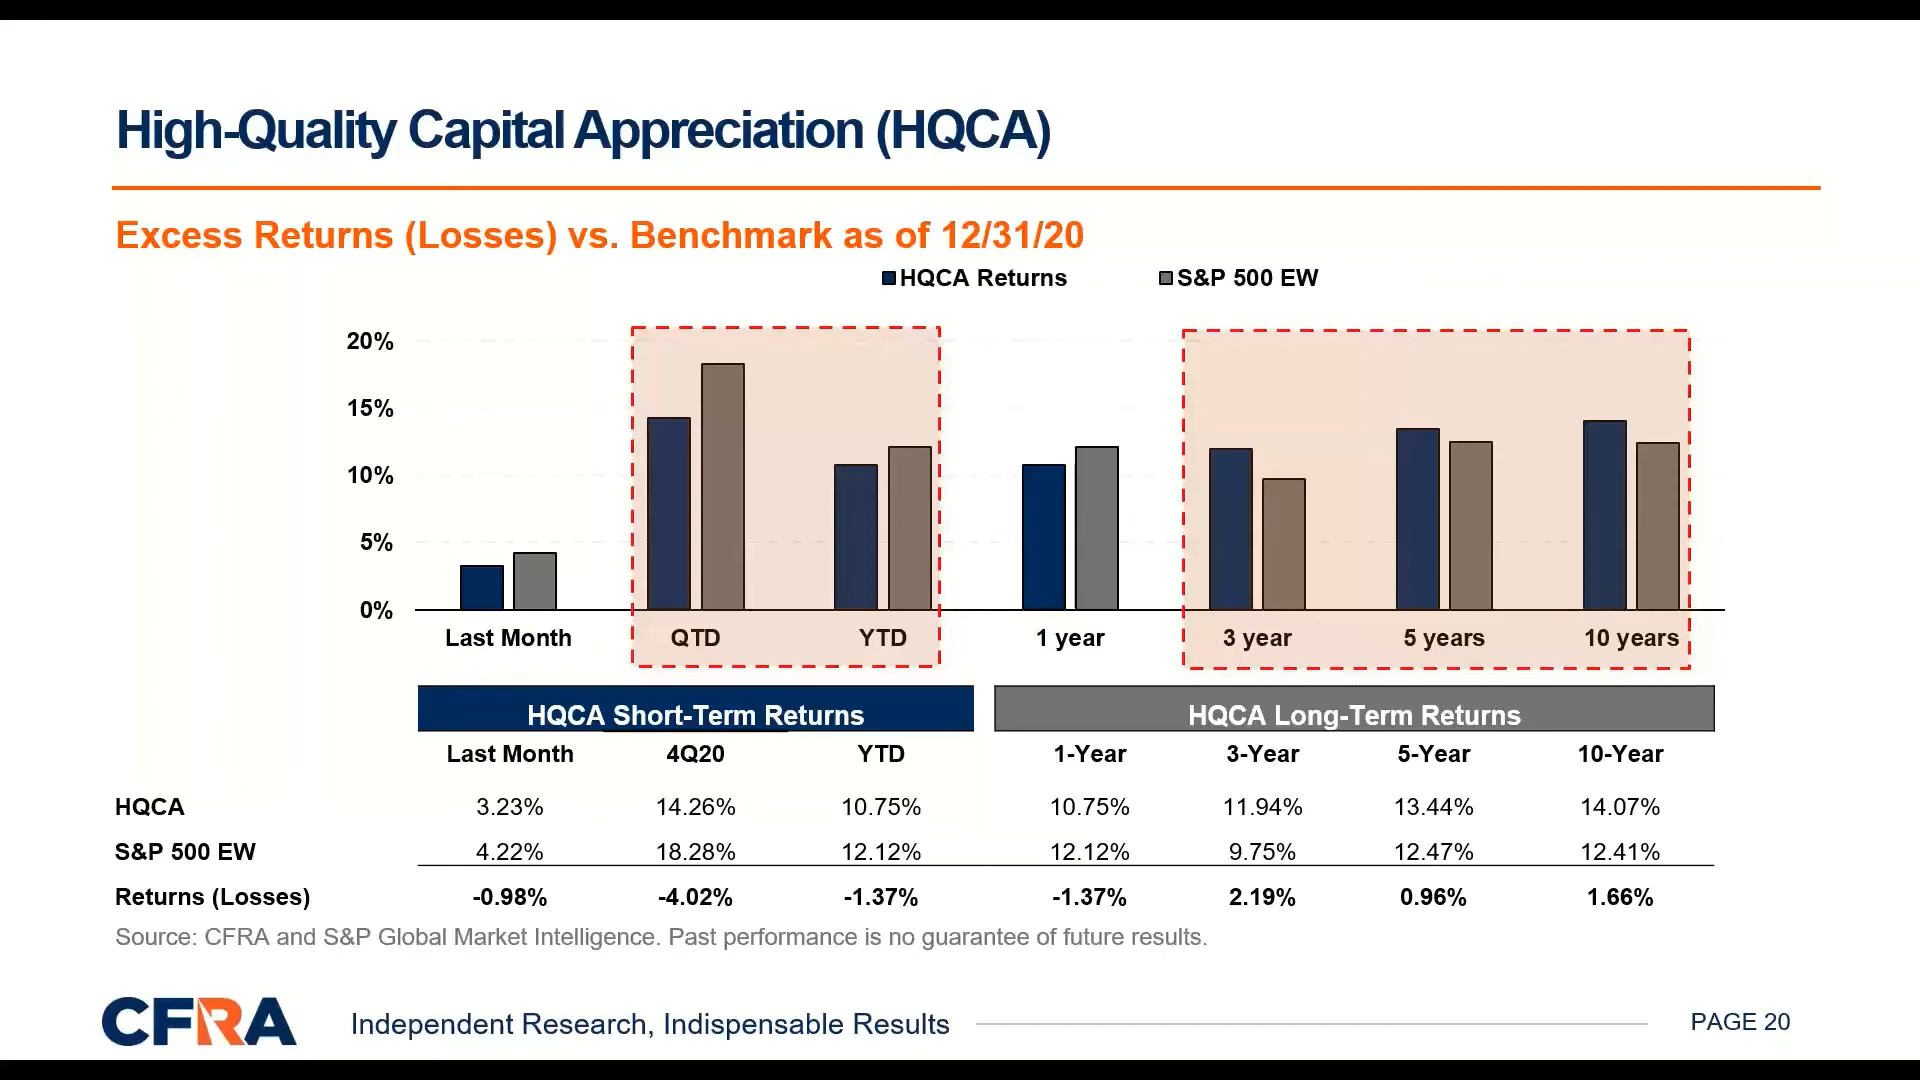 High-Quality Capital Appreciation (HQCA)
Excess Returns (Losses) vs. Benchmark as of 12/31/20
HQCA Returns S&P 500 EW
20%
15%
10%
5%
0%
Last Month QTD YTD 1 year 3 year 5 years 10 years
HQCA Short-Term Returns HQCA Long-Term Returns
Last Month 4Q20 YTD 1-Year 3-Year 5-Year 10-Year
HQCA 3.23% 14.26% 10.75% 10.75% 11.94% 13.44% 14.07%
S&P 500 EW 4.22% 18.28% 12.12% 12.12% 9.75% 12.47% 12.41%
Returns (Losses) -0.98% -4.02% -1.37% -1.37% 2.19% 0.96% 1.66%
Source: CFRA and S&P Global Market Intelligence. Past performance is no guarantee of future results.
CFRA Independent Research, Indispensable Results PAGE 20